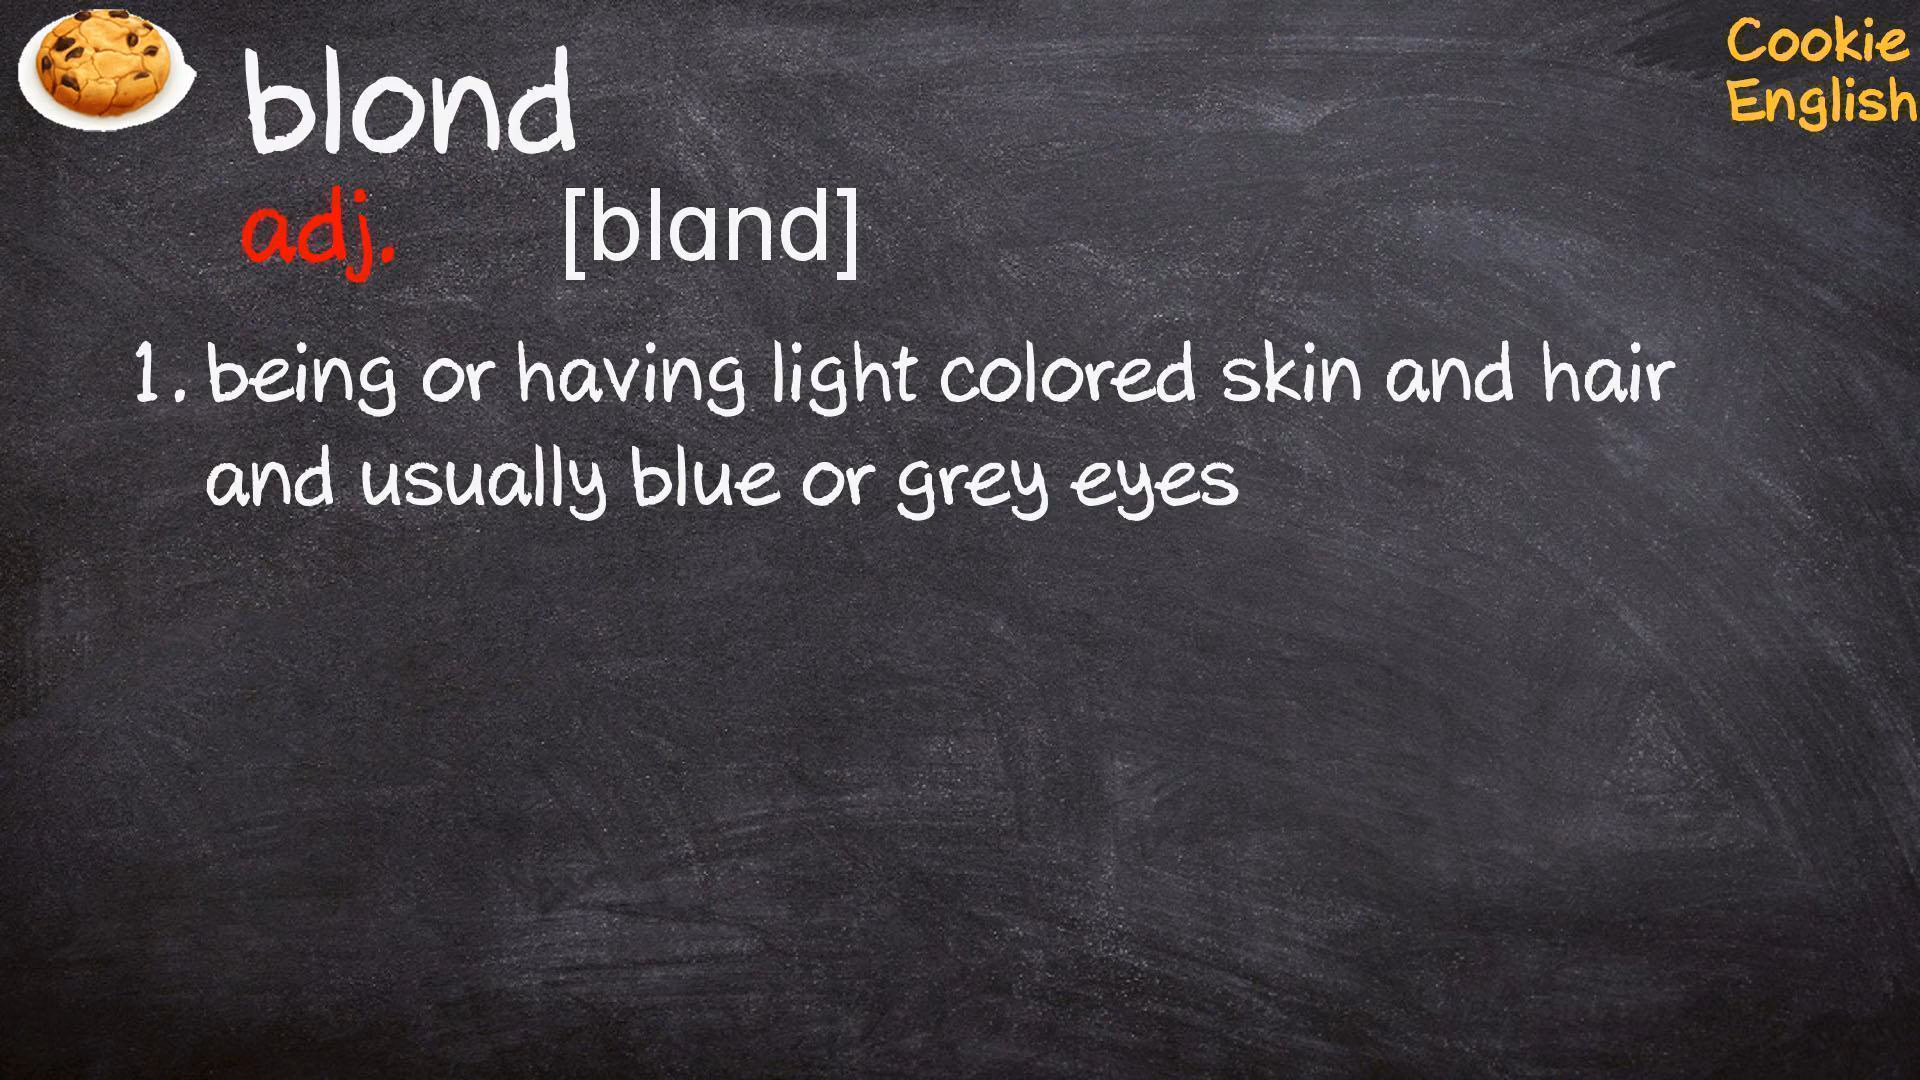 blond
Cookie
English
adj. [bland]
1. being or having light colored skin and hair
and usually blue or grey eyes